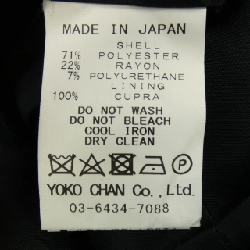 MADE IN JAPAN
SHELL
71% POLYESTER
22% RAYON
7% POLYURETHANE
LINING
100% CUPRA
DO NOT WASH
DO NOT BLEACH
COOL IRON
DRY CLEAN
YOKO CHAN Co., Ltd.
03-6434-7088